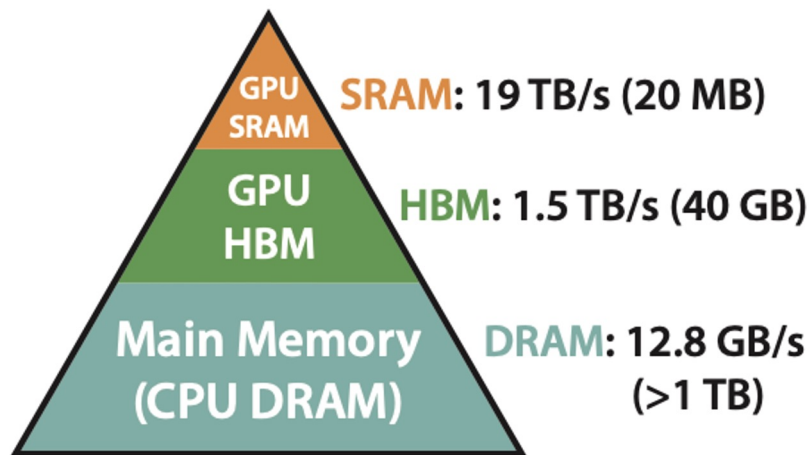 GPU
SRAM
SRAM: 19 TB/s (20 MB)
GPU
HBM
HBM: 1.5 TB/s (40 GB)
Main Memory
(CPU DRAM)
DRAM: 12.8 GB/s
(>1 TB)